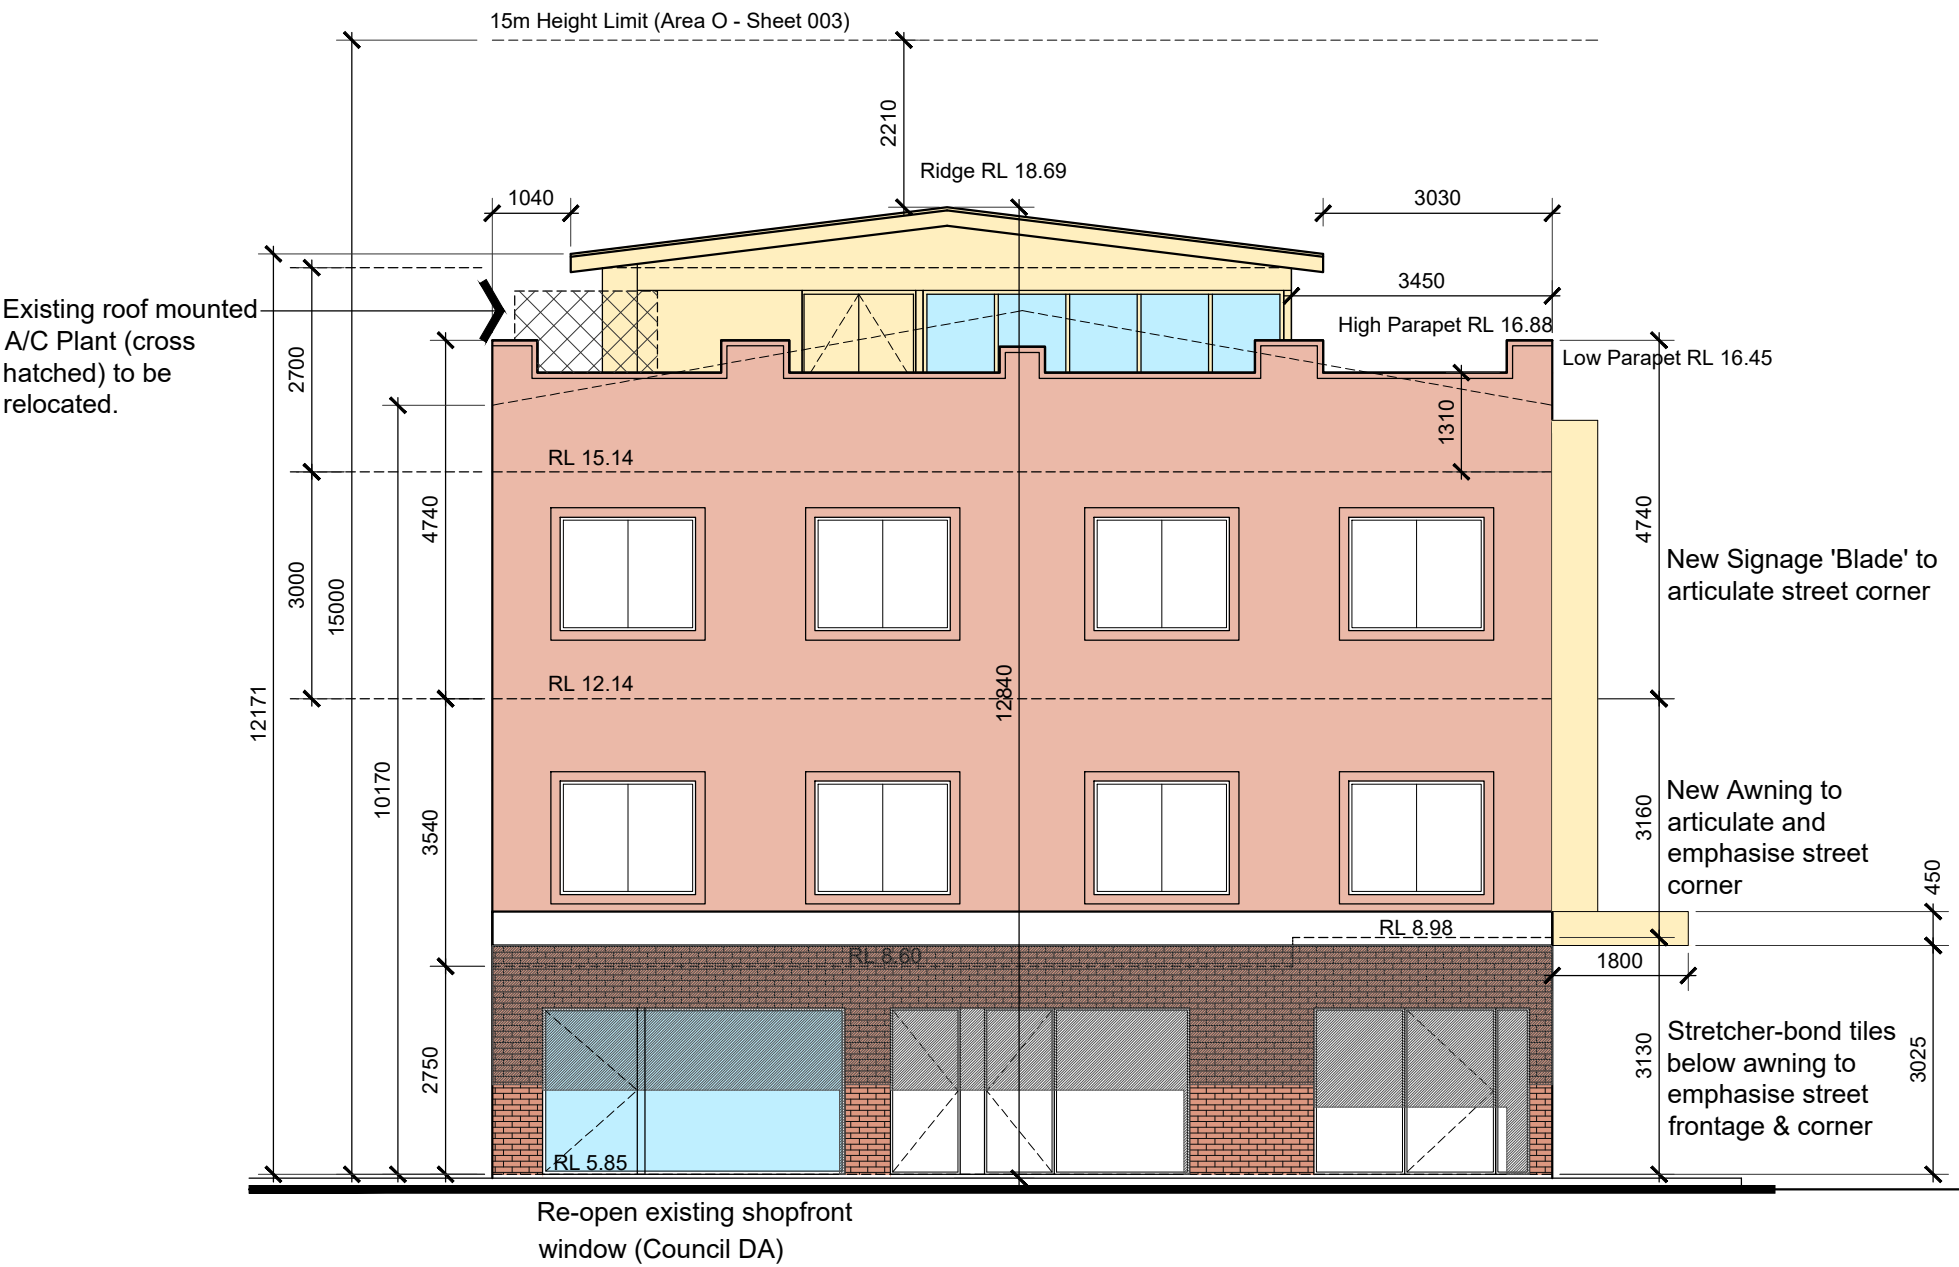 15m Height Limit (Area O - Sheet 003)
2210
Ridge RL 18.69
1040
3030
3450
Existing roof mounted
A/C Plant (cross
hatched) to be
relocated.
High Parapet RL 16.88
Low Parapet RL 16.45
2700
1310
RL 15.14
4740
4740
3000
15000
New Signage 'Blade' to
articulate street corner
RL 12.14
12171
12840
10170
3540
3160
New Awning to
articulate and
emphasise street
corner
450
RL 8.98
RL 8.60
1800
2750
3130
3025
Stretcher-bond tiles
below awning to
emphasise street
frontage & corner
RL 5.85
Re-open existing shopfront
window (Council DA)